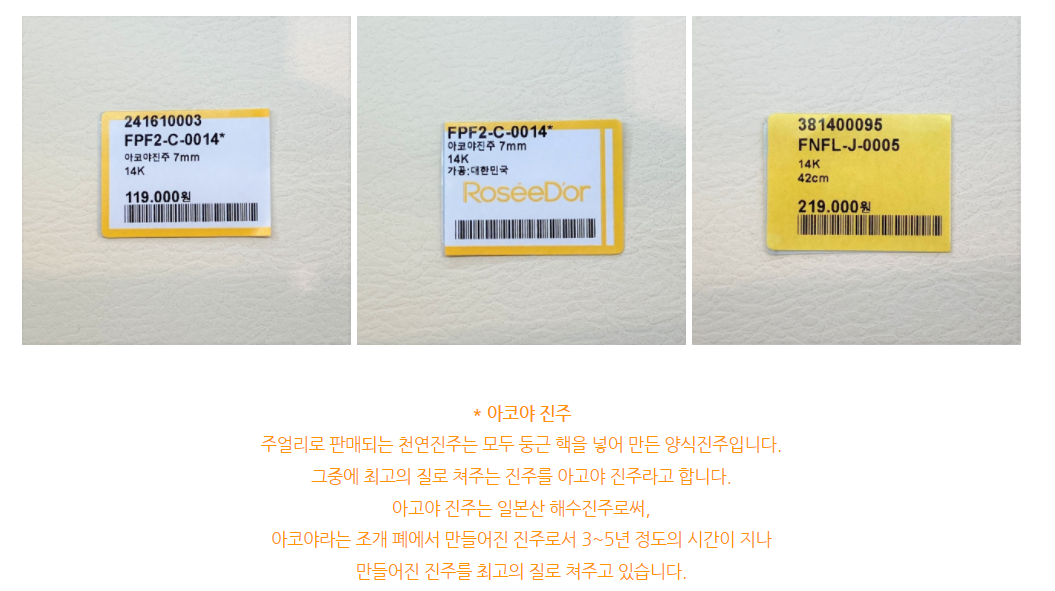 241610003
FPF2-C-0014*
아코야진주 7mm
14K
119.000원
FPF2-C-0014*
아코야진주 7mm
14K
가공:대한민국
RoséeD'or
381400095
FNFL-J-0005
14K
42cm
219.000원
* 아코야 진주
주얼리로 판매되는 천연진주는 모두 둥근 핵을 넣어 만든 양식진주입니다.
그중에 최고의 질로 쳐주는 진주를 아고야 진주라고 합니다.
아고야 진주는 일본산 해수진주로써,
아코야라는 조개 폐에서 만들어진 진주로서 3~5년 정도의 시간이 지나
만들어진 진주를 최고의 질로 쳐주고 있습니다.